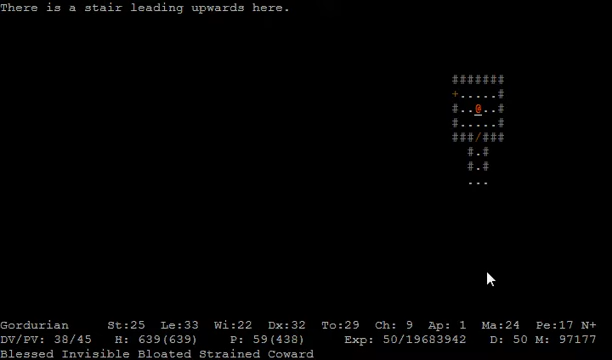 There is a stair leading upwards here.
#######
+.....#
#..@..#
#.....#
###/###
#.#
#.#
...
Gordurian St:25 Le:33 Wi:22 Dx:32 To:29 Ch: 9 Ap: 1 Ma:24 Pe:17 N+
DV/PV: 38/45 H: 639(639) P: 59(438) Exp: 50/19683942 D: 50 M: 97177
Blessed Invisible Bloated Strained Coward